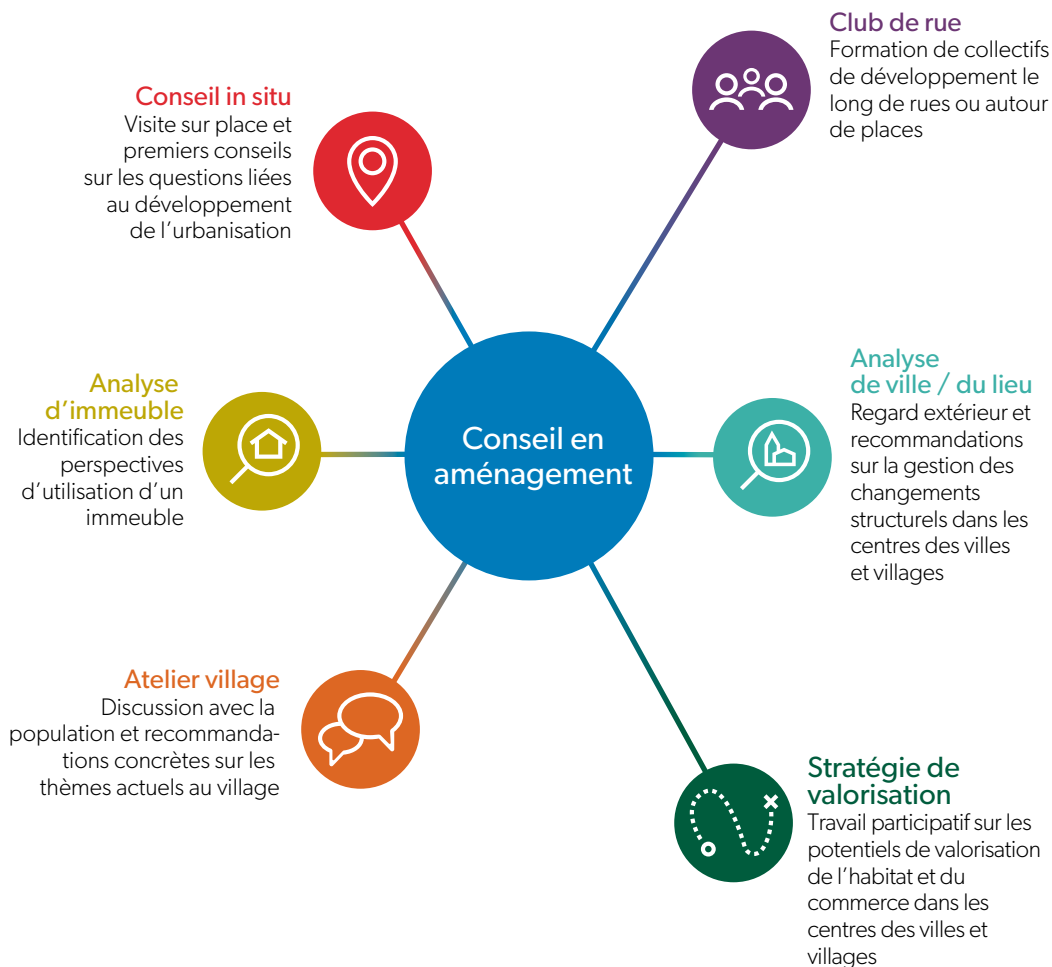 Club de rue
Formation de collectifs
de développement le
long de rues ou autour
de places
Conseil in situ
Visite sur place et
premiers conseils
sur les questions liées
au développement
de l'urbanisation
Analyse
d'immeuble
Identification des
perspectives
d'utilisation d'un
immeuble
Conseil en
aménagement
Analyse
de ville / du lieu
Regard extérieur et
recommandations
sur la gestion des
changements
structurels dans les
centres des villes
et villages
Atelier village
Discussion avec la
population et recommanda-
tions concrètes sur les
thèmes actuels au village
Stratégie de
valorisation
Travail participatif sur les
potentiels de valorisation
de l'habitat et du
commerce dans les
centres des villes et
villages